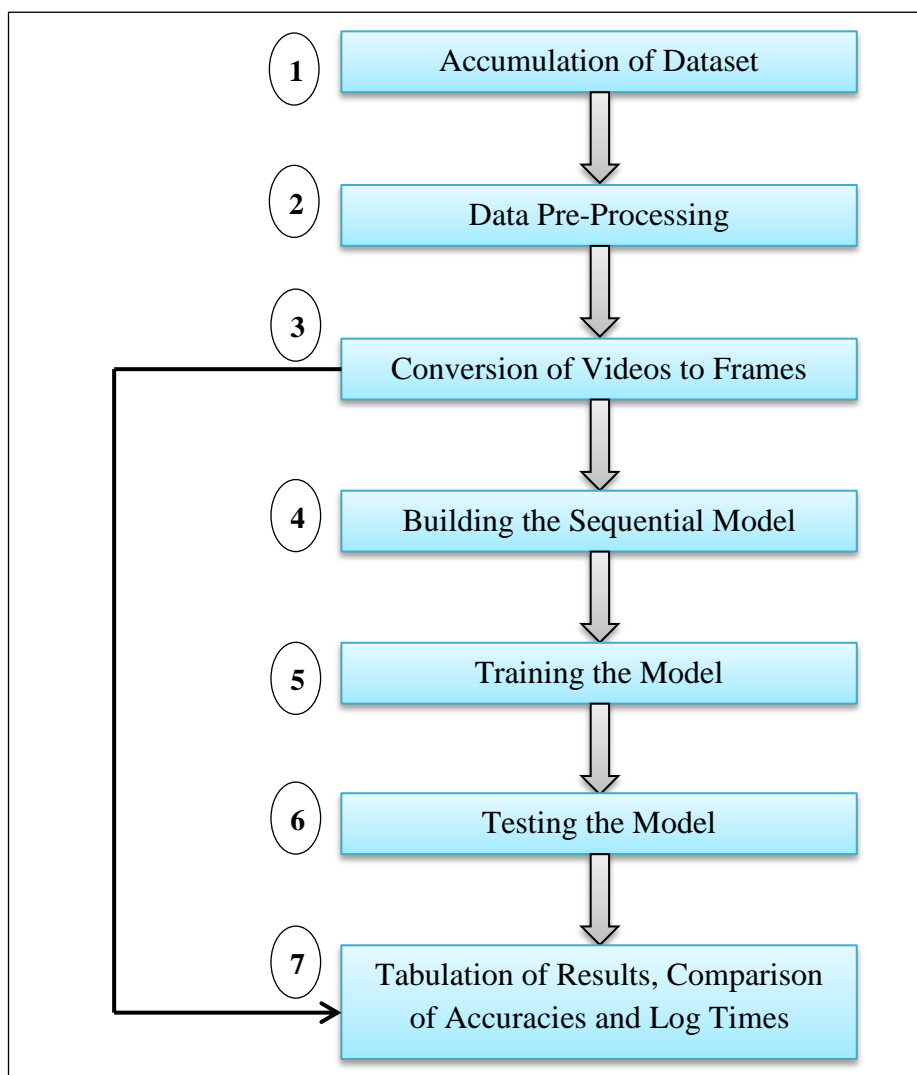 1
Accumulation of Dataset
2
Data Pre-Processing
3
Conversion of Videos to Frames
4
Building the Sequential Model
5
Training the Model
6
Testing the Model
7
Tabulation of Results, Comparison
of Accuracies and Log Times